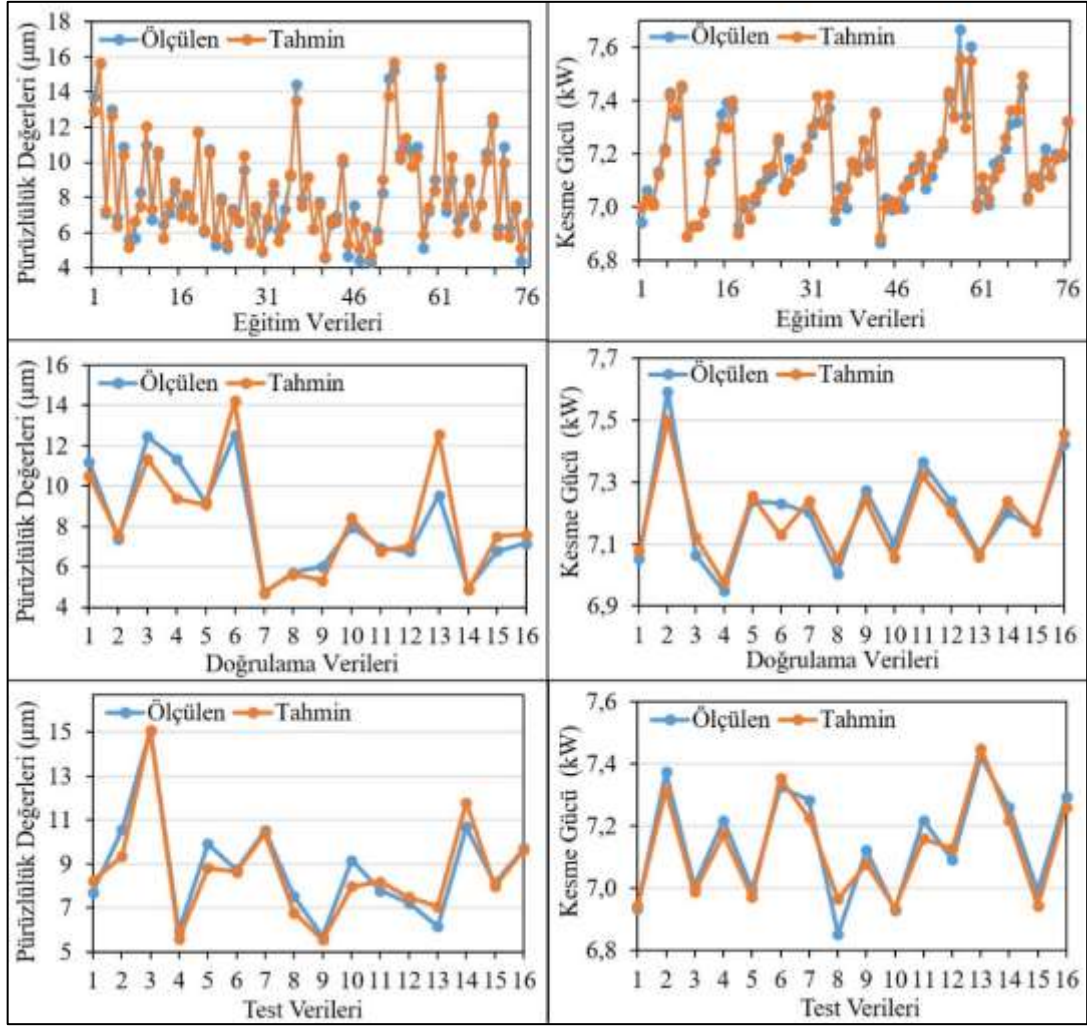 Ölçülen Tahmin
Pürüzlülük Değerleri (µm)
18
16
14
12
10
8
6
4
1 16 31 46 61 76
Eğitim Verileri
Ölçülen Tahmin
Kesme Gücü (kW)
7,6
7,4
7,2
7,0
6,8
1 16 31 46 61 76
Eğitim Verileri
Ölçülen Tahmin
Pürüzlülük Değerleri (µm)
16
14
12
10
8
6
4
1 2 3 4 5 6 7 8 9 10 11 12 13 14 15 16
Doğrulama Verileri
Ölçülen Tahmin
Kesme Gücü (kW)
7,7
7,5
7,3
7,1
6,9
1 2 3 4 5 6 7 8 9 10 11 12 13 14 15 16
Doğrulama Verileri
Ölçülen Tahmin
Pürüzlülük Değerleri (µm)
15
13
11
9
7
5
1 2 3 4 5 6 7 8 9 10 11 12 13 14 15 16
Test Verileri
Ölçülen Tahmin
Kesme Gücü (kW)
7,6
7,4
7,2
7,0
6,8
1 2 3 4 5 6 7 8 9 10 11 12 13 14 15 16
Test Verileri